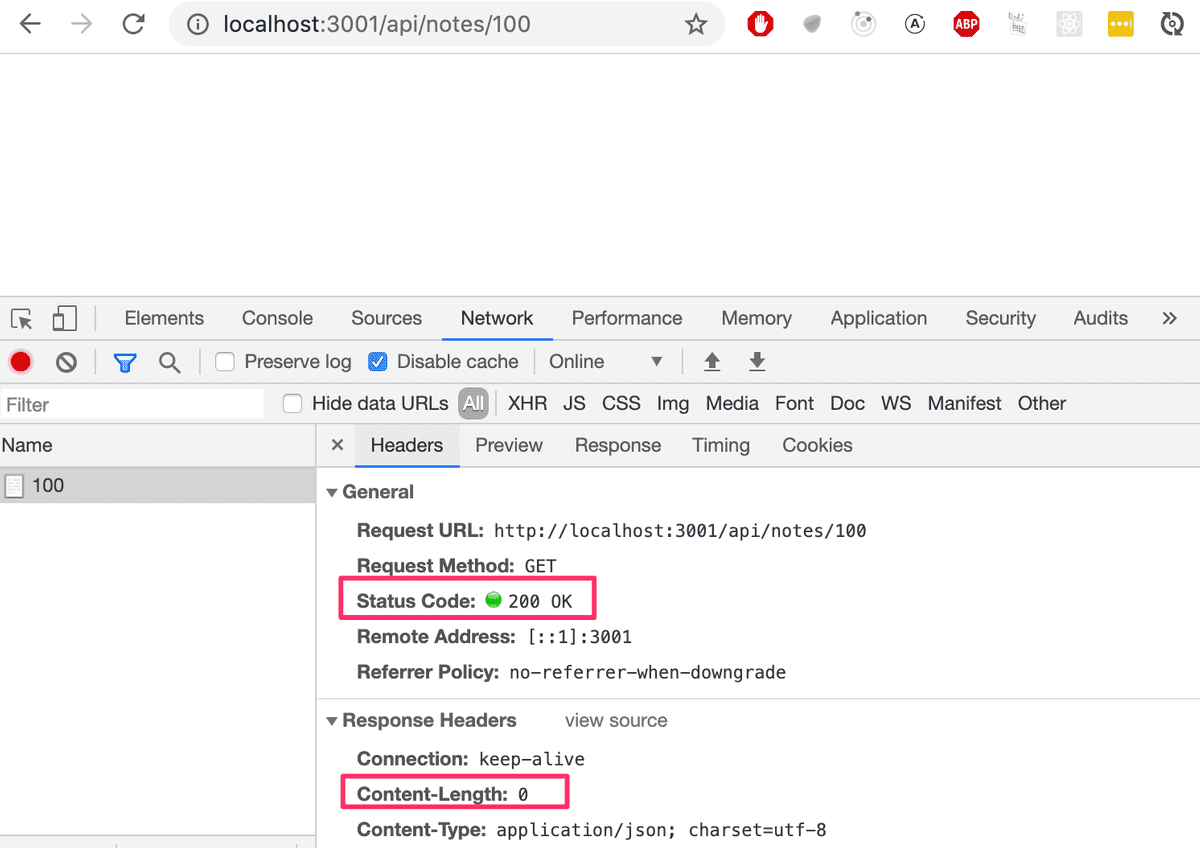 localhost:3001/api/notes/100
ABP
Elements Console Sources Network Performance Memory Application Security Audits »
Preserve log Disable cache Online
Filter Hide data URLs All XHR JS CSS Img Media Font Doc WS Manifest Other
Name × Headers Preview Response Timing Cookies
100
General
Request URL: http://localhost:3001/api/notes/100
Request Method: GET
Status Code: 200 OK
Remote Address: [::1]:3001
Referrer Policy: no-referrer-when-downgrade
Response Headers view source
Connection: keep-alive
Content-Length: 0
Content-Type: application/json; charset=utf-8